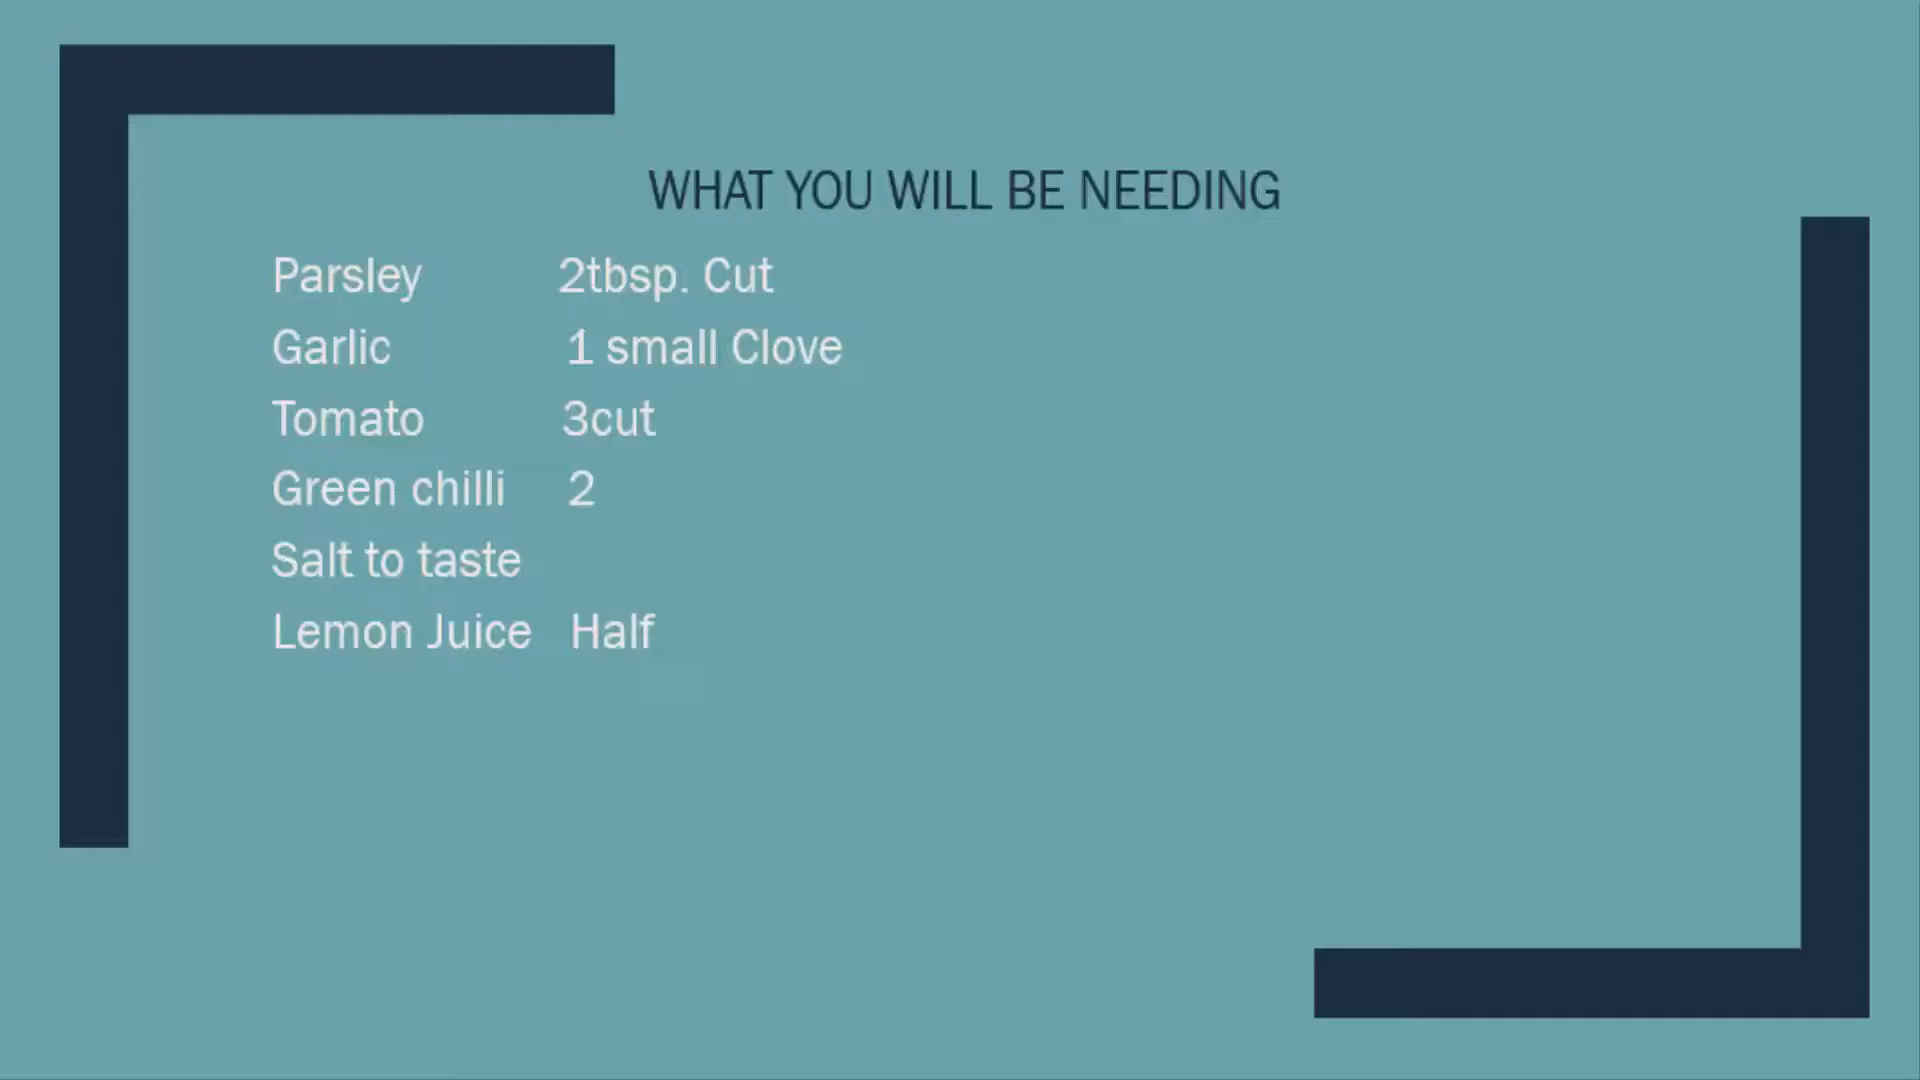 WHAT YOU WILL BE NEEDING
Parsley 2tbsp. Cut
Garlic 1 small Clove
Tomato 3cut
Green chilli 2
Salt to taste
Lemon Juice Half